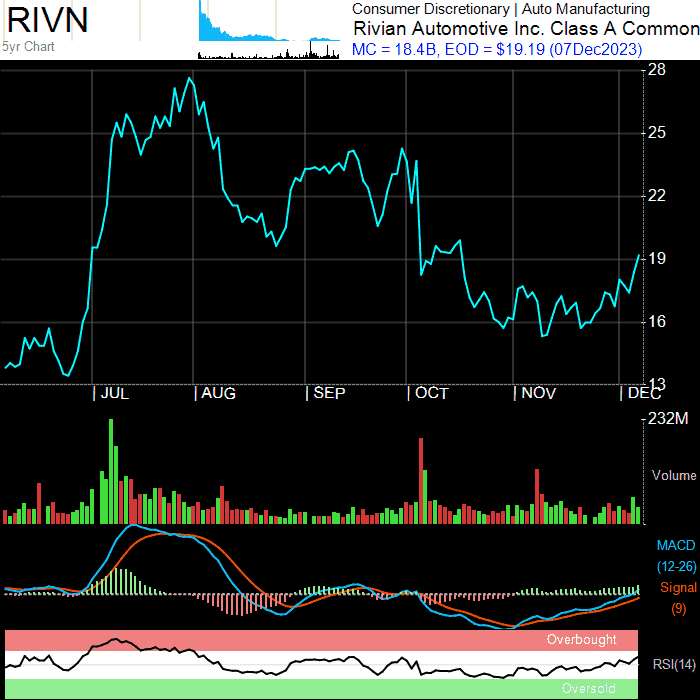 RIVN
5yr Chart
Consumer Discretionary | Auto Manufacturing
Rivian Automotive Inc. Class A Common
MC = 18.4B, EOD = $19.19 (07Dec2023)
28
25
22
19
16
13
JUL AUG SEP OCT NOV DEC
232M
Volume
MACD
(12-26)
Signal
(9)
Overbought
RSI(14)
Oversold